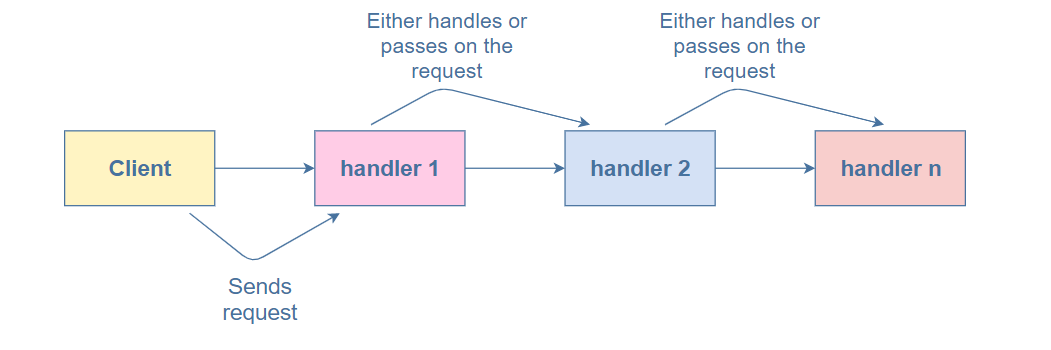 Either handles or
passes on the
request
Either handles or
passes on the
request
Client
handler 1
handler 2
handler n
Sends
request